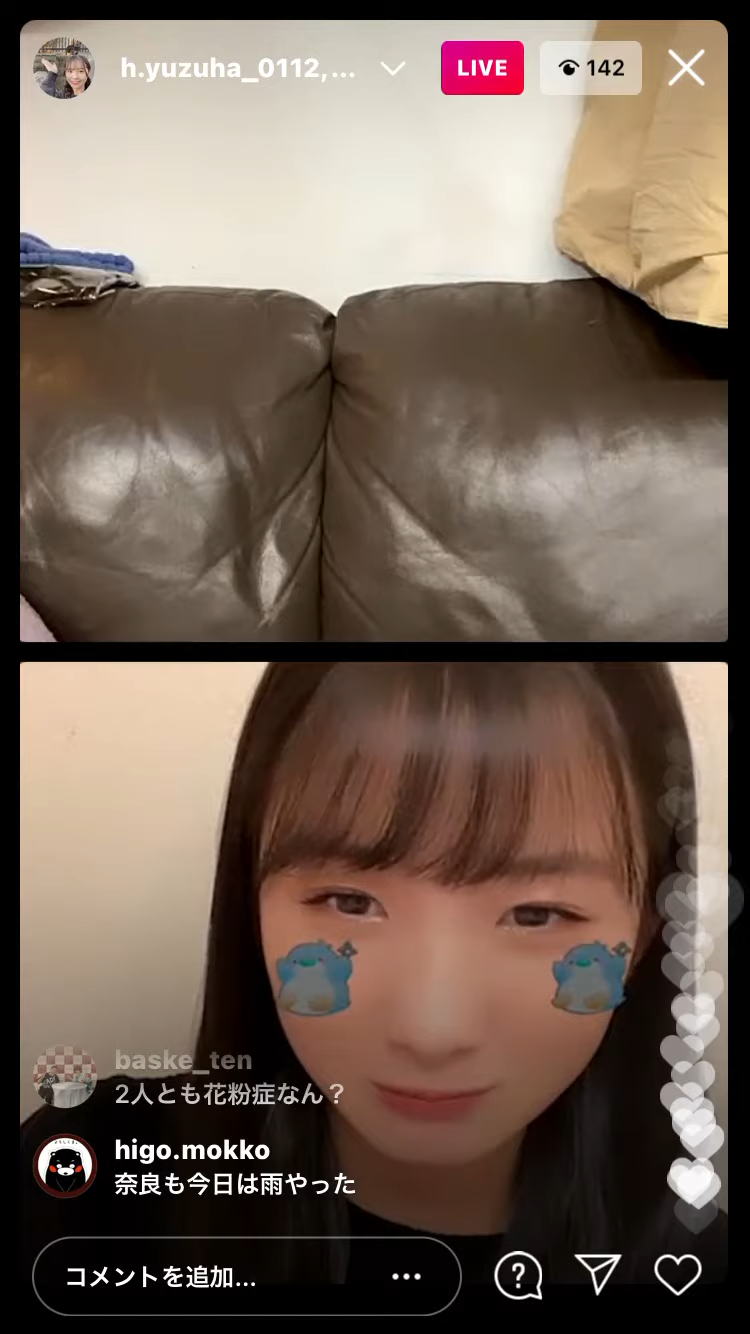 h.yuzuha_0112,...
LIVE
142
baske_ten
2人とも花粉症なん？
higo.mokko
奈良も今日は雨やった
コメントを追加...